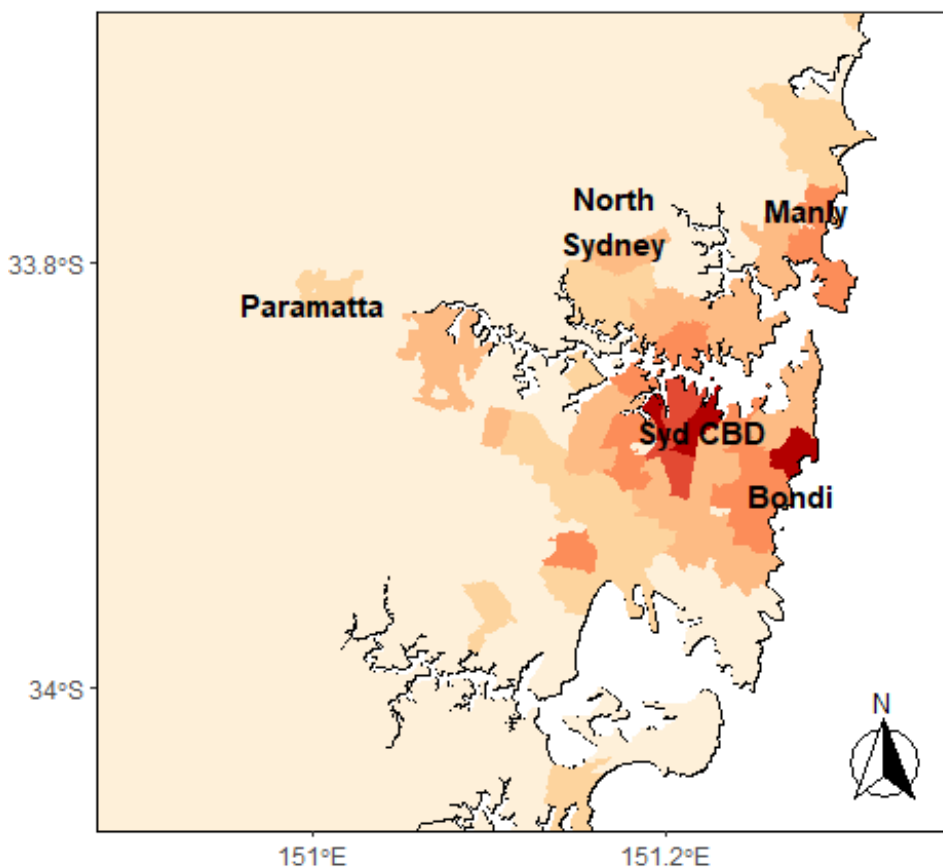 North
Manly
Sydney
33.8°S
Paramatta
Syd CBD
Bondi
34°S
N
151°E
151.2°E